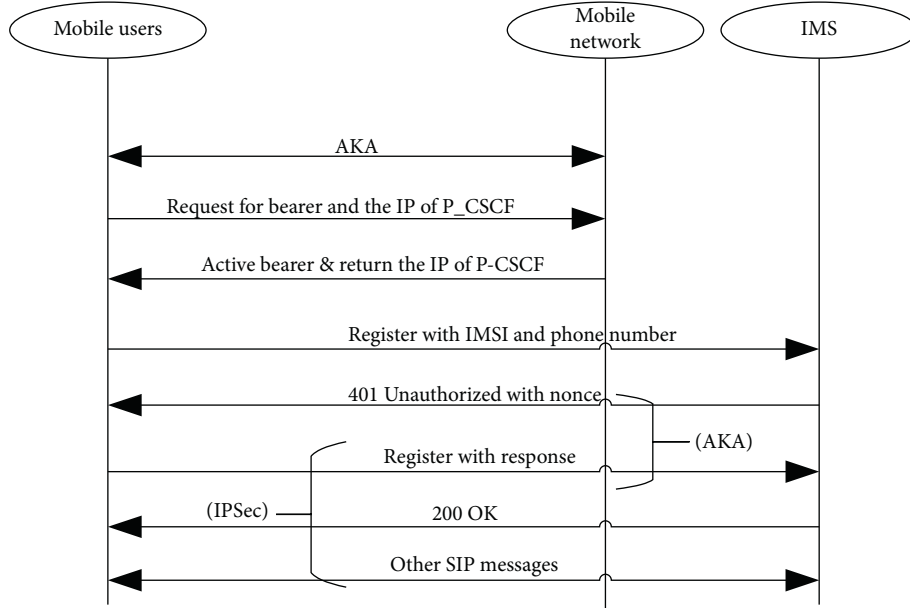 Mobile users
Mobile
network
IMS
AKA
Request for bearer and the IP of P_CSCF
Active bearer & return the IP of P-CSCF
Register with IMSI and phone number
401 Unauthorized with nonce
(AKA)
Register with response
(IPSec)
200 OK
Other SIP messages